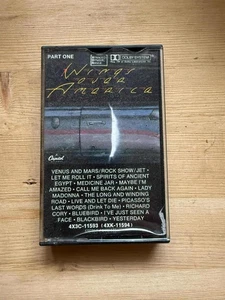 PART ONE
DOLBY SYSTEM
Wings
over
America
Capitol
VENUS AND MARS/ROCK SHOW/JET •
LET ME ROLL IT • SPIRITS OF ANCIENT
EGYPT • MEDICINE JAR • MAYBE I'M
AMAZED • CALL ME BACK AGAIN • LADY
MADONNA • THE LONG AND WINDING
ROAD • LIVE AND LET DIE • PICASSO'S
LAST WORDS (Drink To Me) • RICHARD
CORY • BLUEBIRD • I'VE JUST SEEN A
FACE • BLACKBIRD • YESTERDAY
4X3C-11593 (4XK-11594)